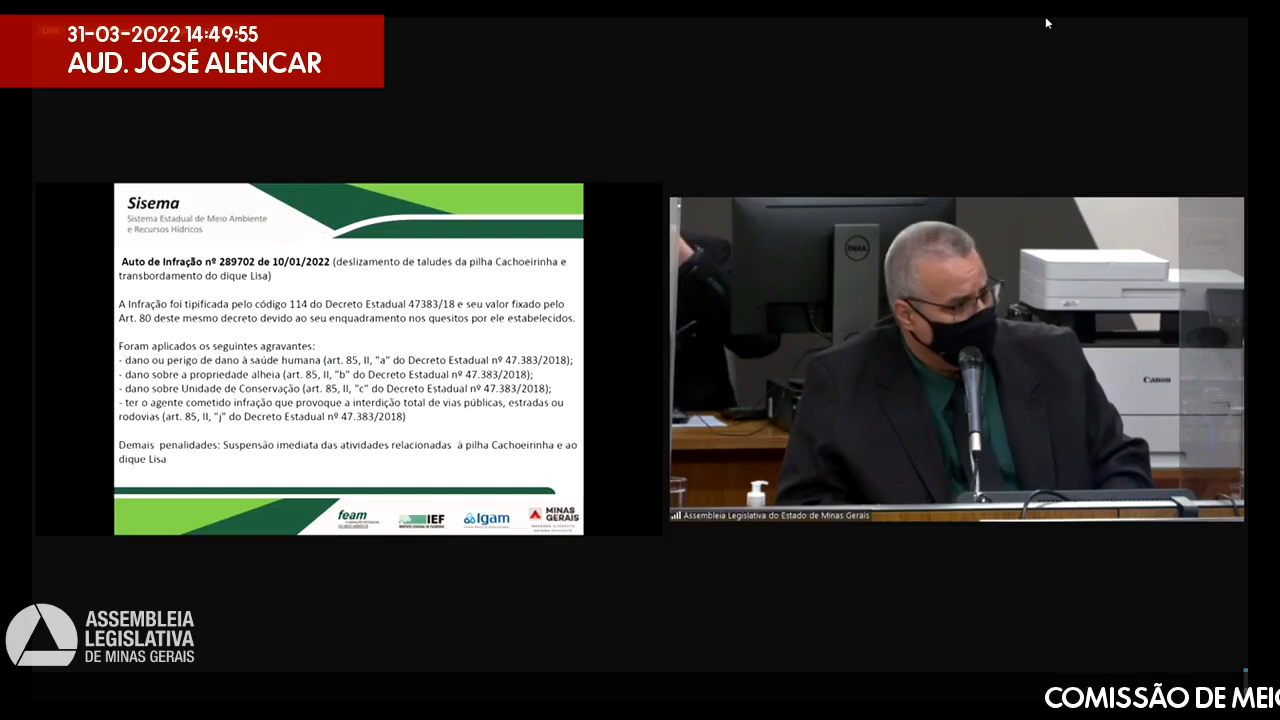 31-03-2022 14:49:55
AUD. JOSÉ ALENCAR
Sisema
Sistema Estadual de Meio Ambiente
e Recursos Hídricos
Auto de Infração nº 289702 de 10/01/2022 (deslizamento de taludes da pilha Cachoeirinha e
transbordamento do dique Lisa)
A Infração foi tipificada pelo código 114 do Decreto Estadual 47383/18 e seu valor fixado pelo
Art. 80 deste mesmo decreto devido ao seu enquadramento nos quesitos por ele estabelecidos.
Foram aplicados os seguintes agravantes:
- dano ou perigo de dano à saúde humana (art. 85, II, "a" do Decreto Estadual nº 47.383/2018);
- dano sobre a propriedade alheia (art. 85, II, "b" do Decreto Estadual nº 47.383/2018);
- dano sobre Unidade de Conservação (art. 85, II, "c" do Decreto Estadual nº 47.383/2018);
- ter o agente cometido infração que provoque a interdição total de vias públicas, estradas ou
rodovias (art. 85, II, "j" do Decreto Estadual nº 47.383/2018)
Demais penalidades: Suspensão imediata das atividades relacionadas à pilha Cachoeirinha e ao
dique Lisa
feam
IEF
Igam
MINAS
GERAIS
DELL
Canon
Assembleia Legislativa do Estado de Minas Gerais
ASSEMBLEIA
LEGISLATIVA
DE MINAS GERAIS
COMISSÃO DE MEIO